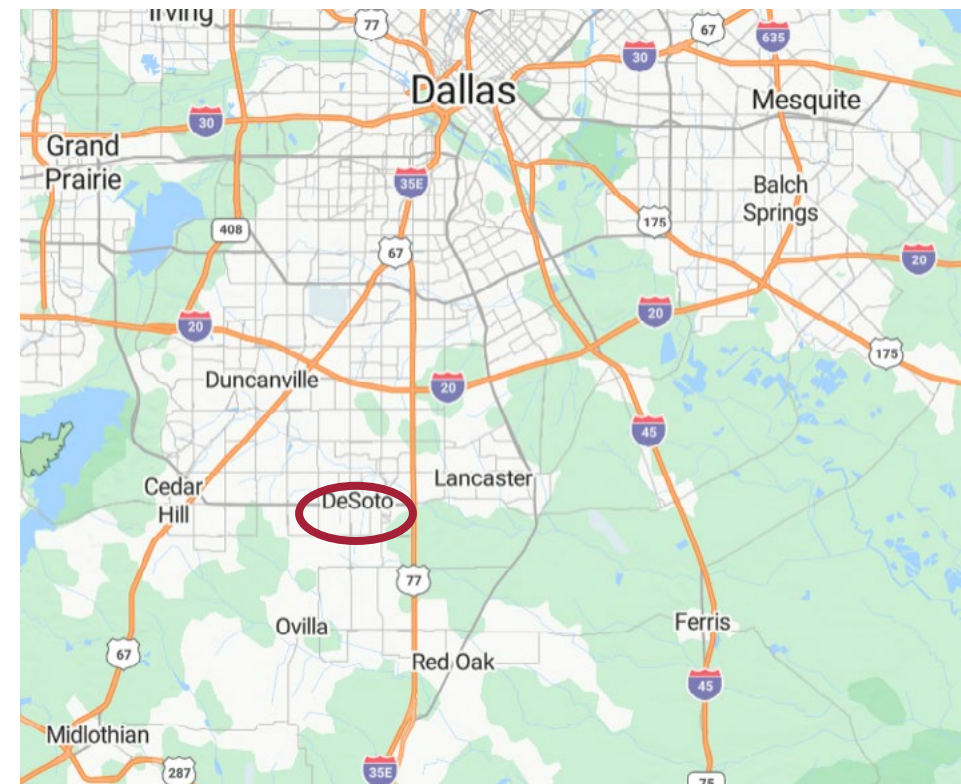 Irving
77
67
635
30
Dallas
Mesquite
30
Grand
Prairie
35E
Balch
Springs
175
408
67
20
20
20
175
Duncanville
20
45
Lancaster
Cedar
Hill
DeSoto
77
Ferris
Ovilla
67
Red Oak
45
Midlothian
287
35E
75